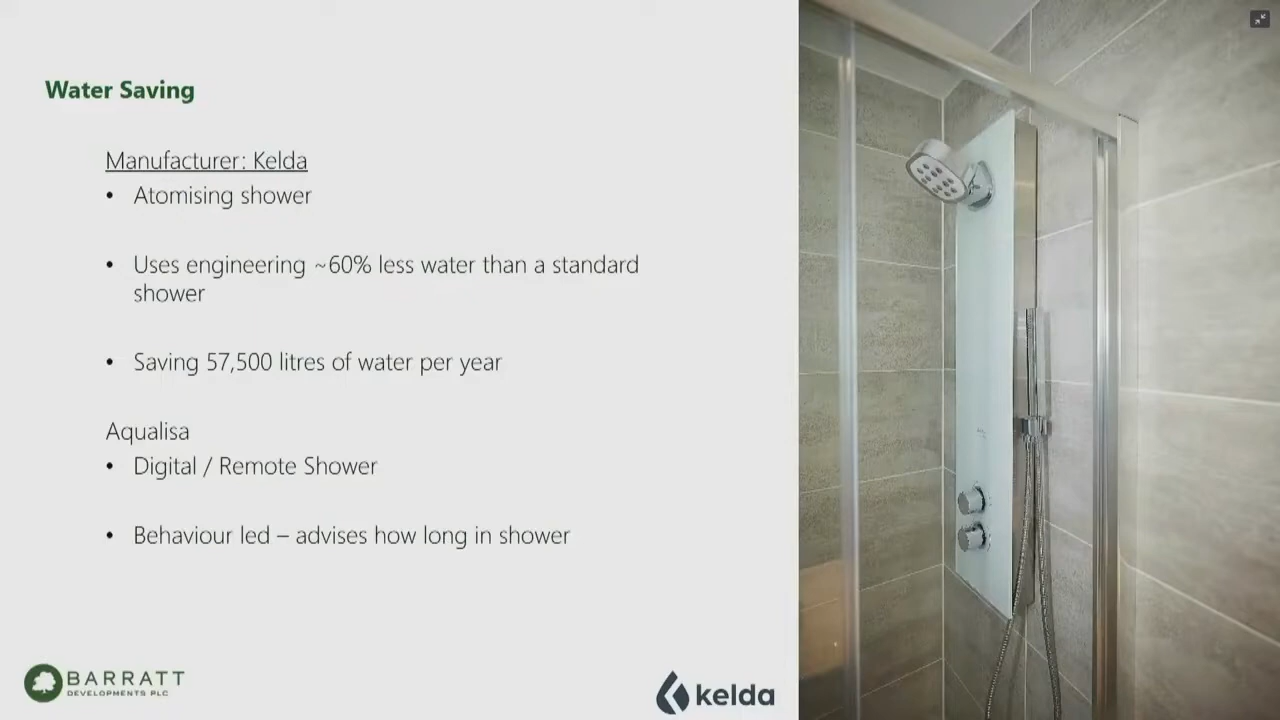 Water Saving
Manufacturer: Kelda
• Atomising shower
• Uses engineering ~60% less water than a standard
shower
• Saving 57,500 litres of water per year
Aqualisa
• Digital / Remote Shower
• Behaviour led – advises how long in shower
BARRATT
DEVELOPMENTS PLC
kelda